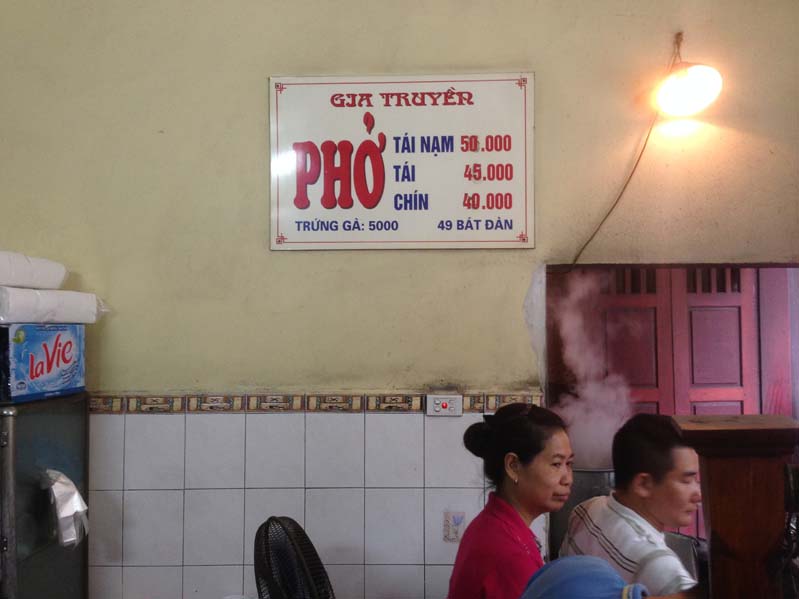 GIA TRUYỀN
PHỞ
TÁI NẠM 50.000
TÁI 45.000
CHÍN 40.000
TRỨNG GÀ: 5000 49 BÁT ĐÀN
laVie